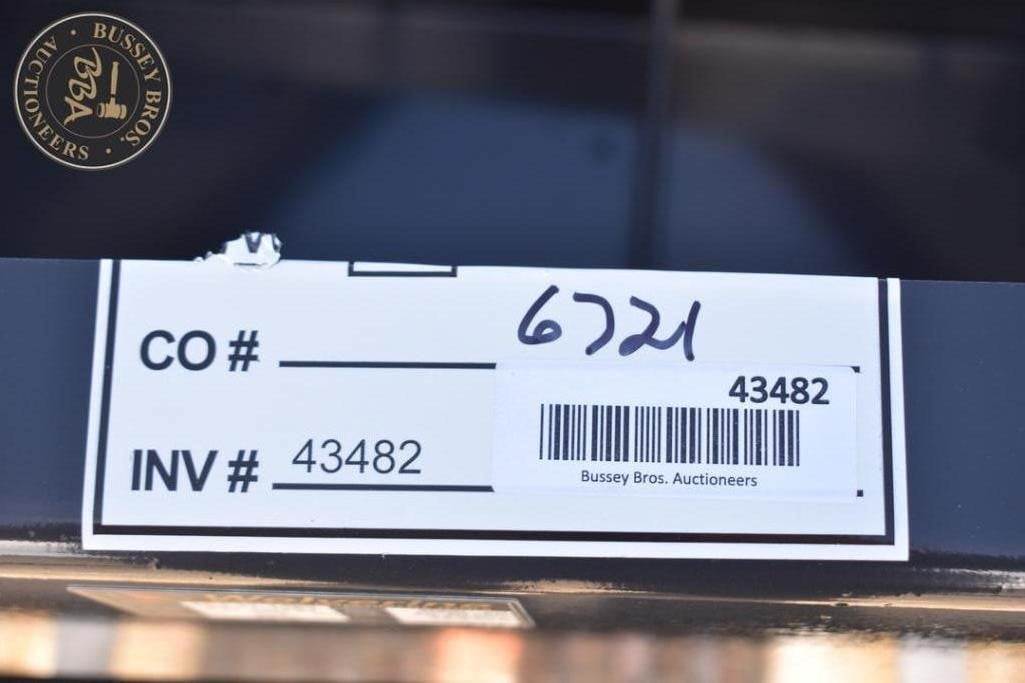 BUSSEY BROS.
BBA
AUCTIONEERS
6721
CO #
43482
INV # 43482
Bussey Bros. Auctioneers